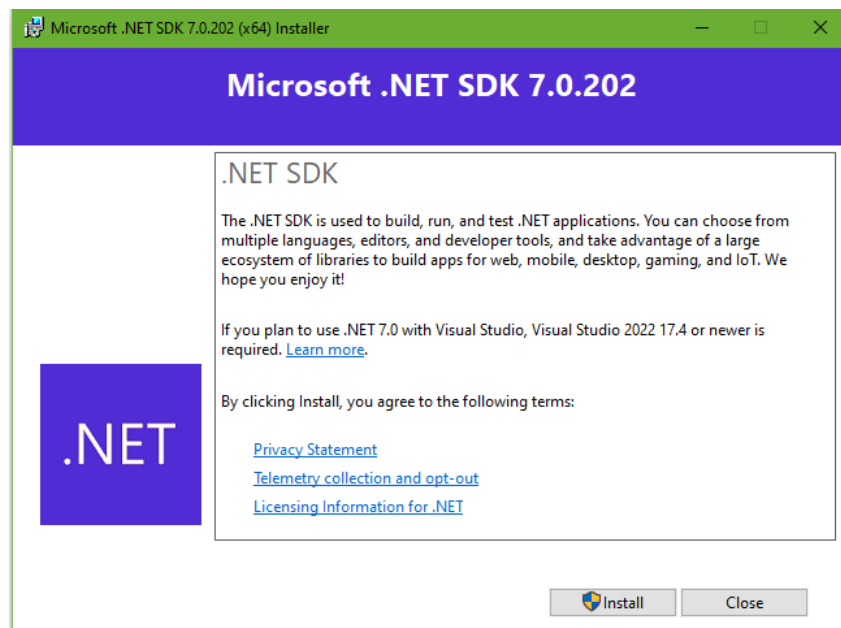 Microsoft .NET SDK 7.0.202 (x64) Installer
Microsoft .NET SDK 7.0.202
.NET SDK
The .NET SDK is used to build, run, and test .NET applications. You can choose from
multiple languages, editors, and developer tools, and take advantage of a large
ecosystem of libraries to build apps for web, mobile, desktop, gaming, and IoT. We
hope you enjoy it!
If you plan to use .NET 7.0 with Visual Studio, Visual Studio 2022 17.4 or newer is
required. Learn more.
By clicking Install, you agree to the following terms:
.NET
Privacy Statement
Telemetry collection and opt-out
Licensing Information for .NET
Install
Close